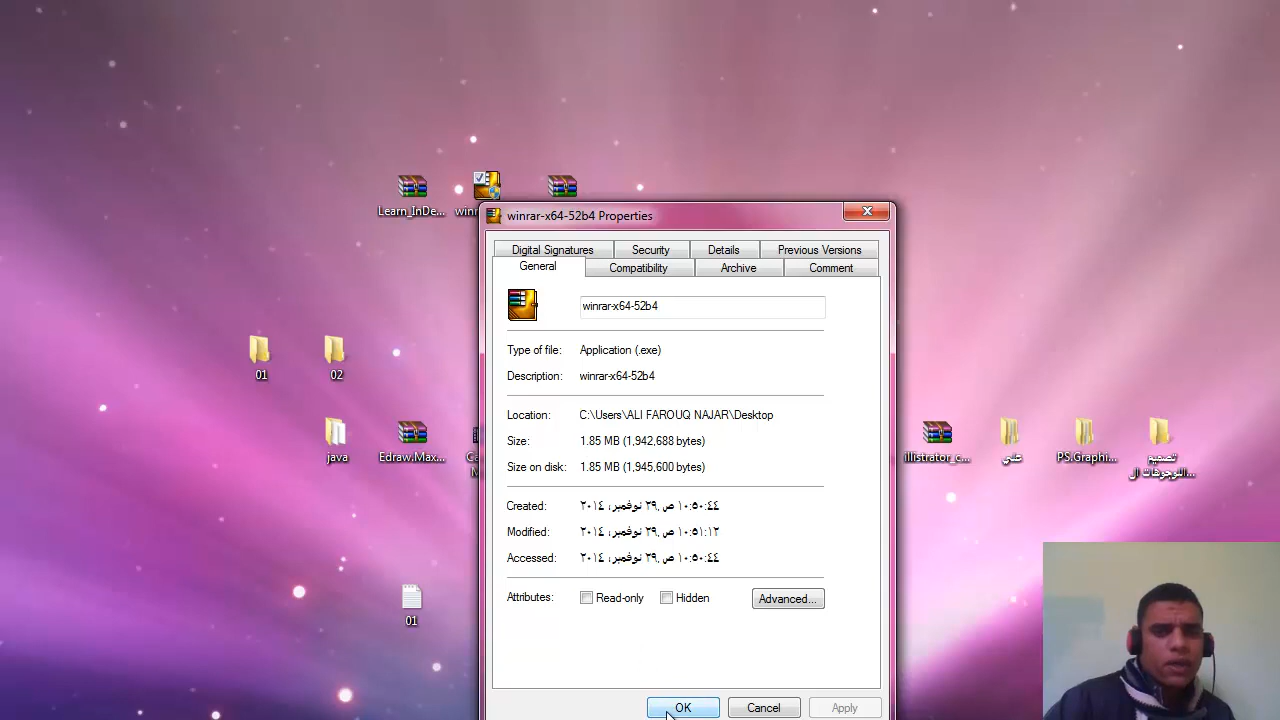 Learn_InDe...
winr
winrar-x64-52b4 Properties
Digital Signatures
Security
Details
Previous Versions
General
Compatibility
Archive
Comment
winrar-x64-52b4
Type of file: Application (.exe)
Description: winrar-x64-52b4
Location: C:\Users\ALI FAROUQ NAJAR\Desktop
Size: 1.85 MB (1,942,688 bytes)
Size on disk: 1.85 MB (1,945,600 bytes)
Created: ٢٩ نوفمبر, ٢٠١٤, ١٠:٥٠:٤٤ ص
Modified: ٢٩ نوفمبر, ٢٠١٤, ١٠:٥١:١٢ ص
Accessed: ٢٩ نوفمبر, ٢٠١٤, ١٠:٥٠:٤٤ ص
Attributes: Read-only Hidden Advanced...
OK Cancel Apply
01
02
java
Edraw.Max...
Ca
M
illistrator_c...
PS.Graphi...
تصميم
اللوجوهات ال...
01